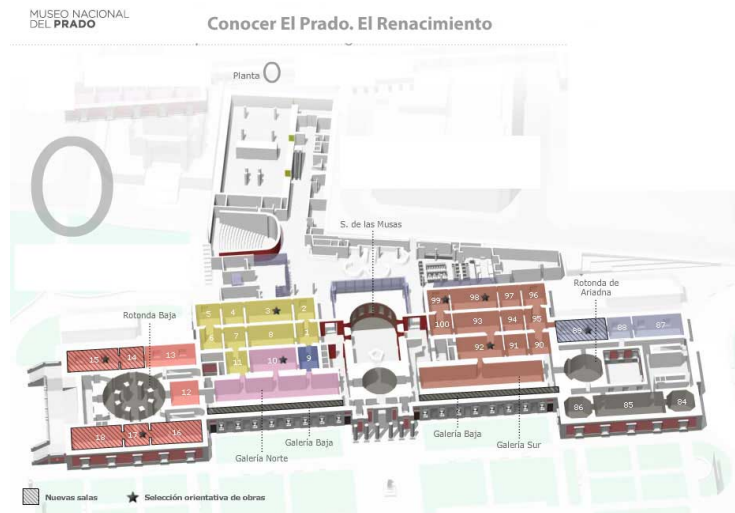 MUSEO NACIONAL
DEL PRADO
Conocer El Prado. El Renacimiento
Planta 0
0
S. de las Musas
Rotonda de
Ariadna
Rotonda Baja
99 98 97 96
5 4 3 2
100 93 94 95
89 88 87
6 7 8 1
92 91 90
15 14 13
11 10 9
12
86 85 84
18 17 16
Galería Baja
Galería Norte
Galería Baja
Galería Sur
Nuevas salas
Selección orientativa de obras